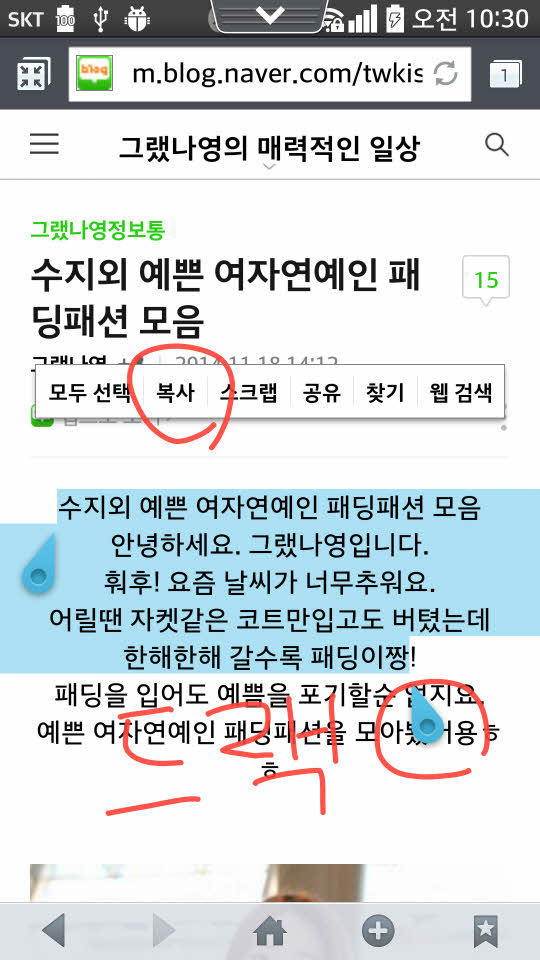 SKT 100 오전 10:30
blog m.blog.naver.com/twkis 1
그랬나영의 매력적인 일상
그랬나영정보통
수지외 예쁜 여자연예인 패
딩패션 모음
15
그랬나영 2014.11.18 14:12
모두 선택 복사 스크랩 공유 찾기 웹 검색
수지외 예쁜 여자연예인 패딩패션 모음
안녕하세요. 그랬나영입니다.
훠후! 요즘 날씨가 너무추워요.
어릴땐 자켓같은 코트만입고도 버텼는데
한해한해 갈수록 패딩이짱!
패딩을 입어도 예쁨을 포기할순 없지요.
예쁜 여자연예인 패딩패션을 모아봤어용ㅎ
ㅎ
드랙